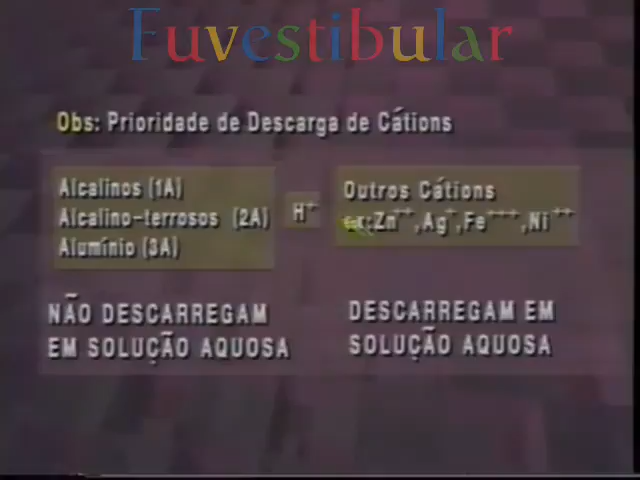 Fuvestibular
Obs: Prioridade de Descarga de Cátions
Alcalinos (1A)
Alcalino-terrosos (2A)
Alumínio (3A)
H+
Outros Cátions
ex:Zn++,Ag+,Fe+++,Ni++
NÃO DESCARREGAM
EM SOLUÇÃO AQUOSA
DESCARREGAM EM
SOLUÇÃO AQUOSA